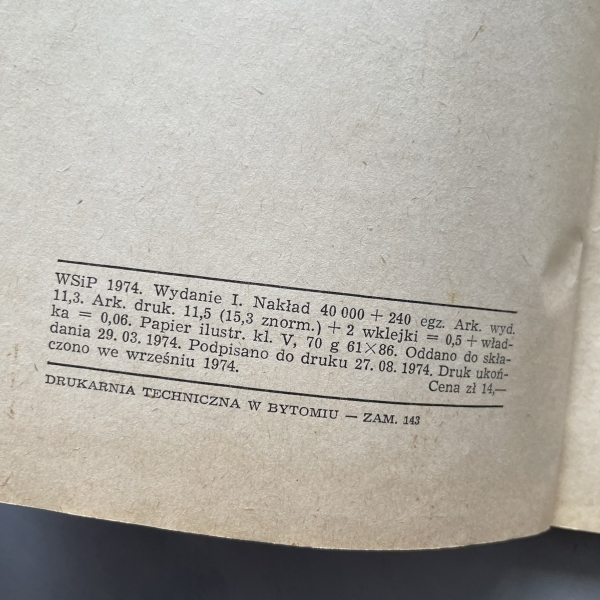 WSiP 1974. Wydanie I. Nakład 40 000 + 240 egz. Ark. wyd.
11,3. Ark. druk. 11,5 (15,3 znorm.) + 2 wklejki = 0,5 + wład-
ka = 0,06. Papier ilustr. kl. V, 70 g 61×86. Oddano do skła-
dania 29. 03. 1974. Podpisano do druku 27. 08. 1974. Druk ukoń-
czono we wrześniu 1974.
Cena zł 14,—
DRUKARNIA TECHNICZNA W BYTOMIU — ZAM. 143